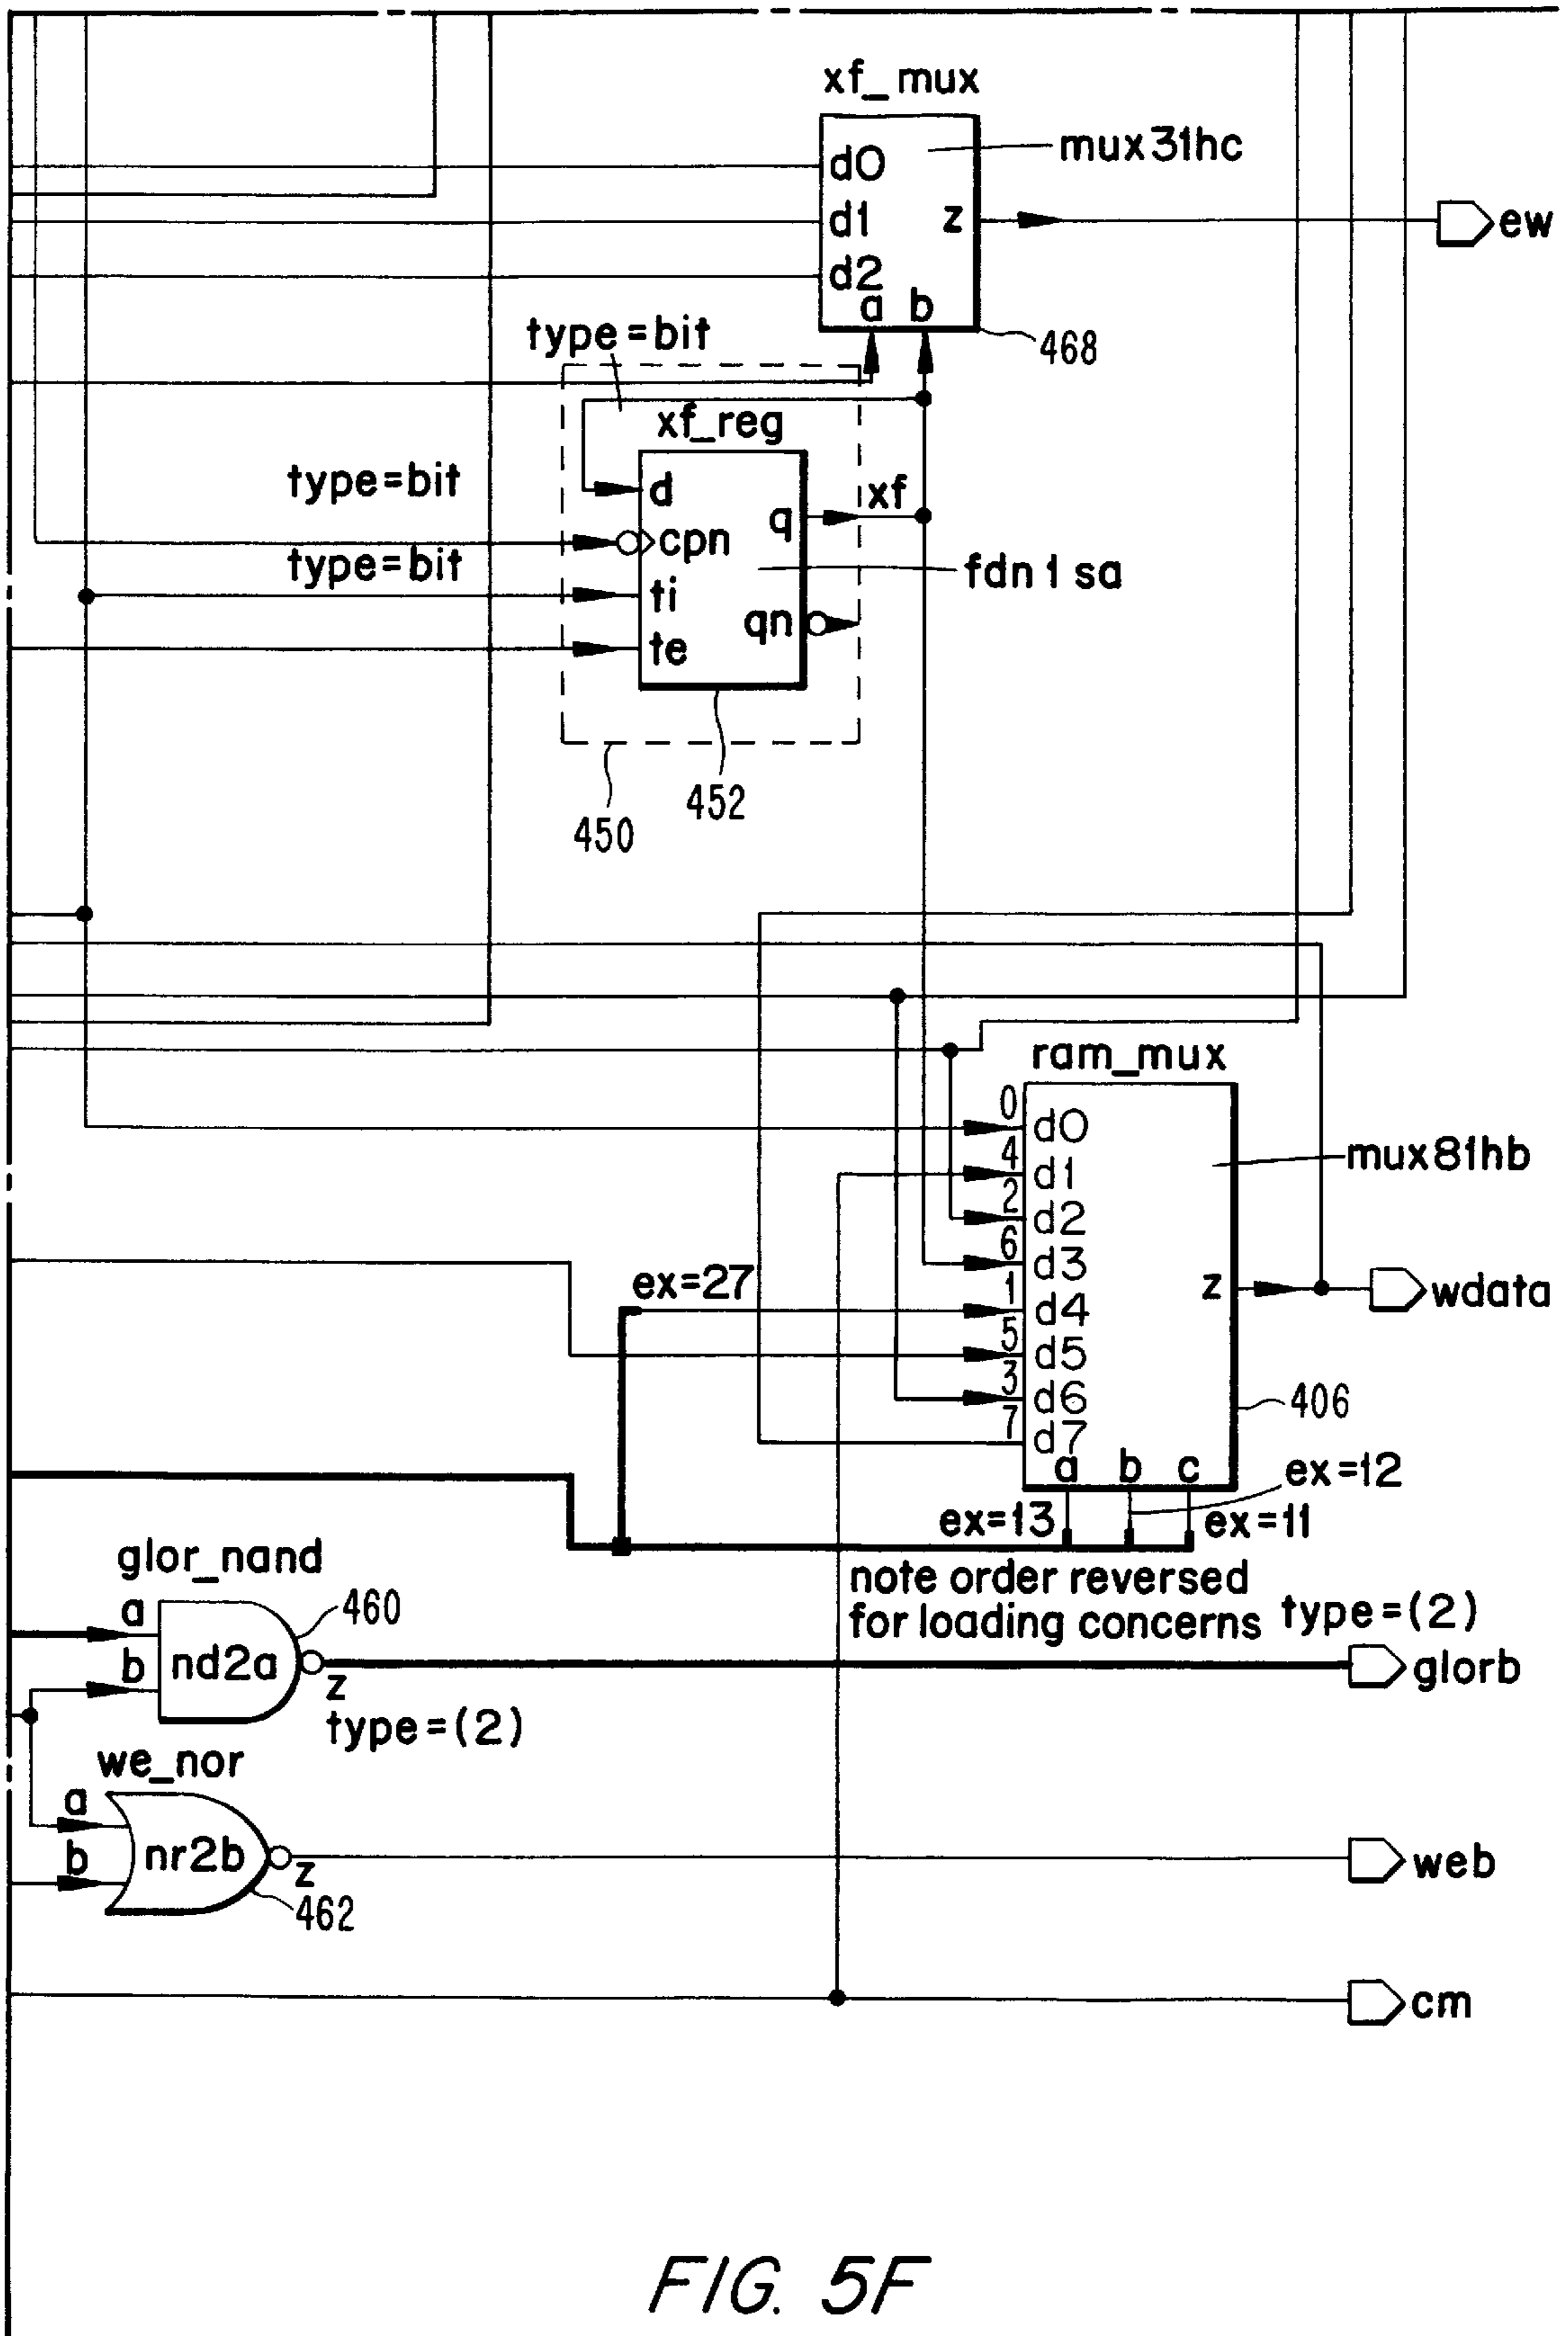 xf_mux
mux31hc
d0
d1
z
ew
d2
a b
468
type=bit
xf_reg
type=bit
d
q
xf
cpn
type=bit
fdn1sa
ti
qn
te
452
450
ram_mux
0
d0
4
mux81hb
d1
2
d2
6
d3
ex=27
1
z
wdata
d4
5
d5
3
d6
406
7
d7
a b c
ex=12
ex=13
ex=11
glor_nand
note order reversed
for loading concerns
type=(2)
460
a
b
nd2a
z
glorb
type=(2)
we_nor
a
b
nr2b
z
web
462
cm
FIG. 5F